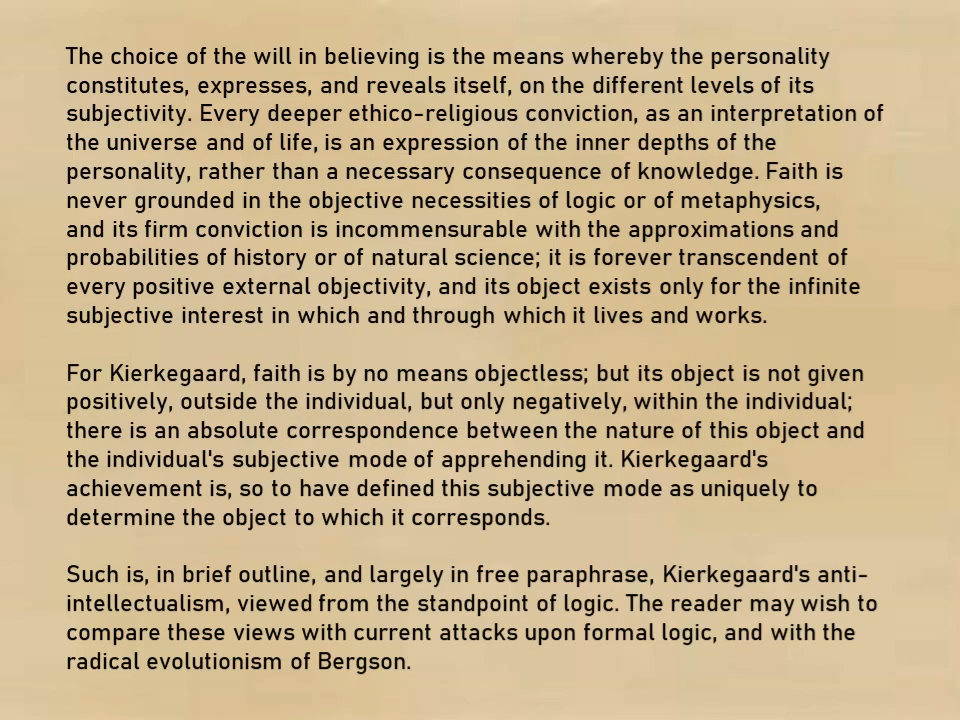 The choice of the will in believing is the means whereby the personality
constitutes, expresses, and reveals itself, on the different levels of its
subjectivity. Every deeper ethico-religious conviction, as an interpretation of
the universe and of life, is an expression of the inner depths of the
personality, rather than a necessary consequence of knowledge. Faith is
never grounded in the objective necessities of logic or of metaphysics,
and its firm conviction is incommensurable with the approximations and
probabilities of history or of natural science; it is forever transcendent of
every positive external objectivity, and its object exists only for the infinite
subjective interest in which and through which it lives and works.

For Kierkegaard, faith is by no means objectless; but its object is not given
positively, outside the individual, but only negatively, within the individual;
there is an absolute correspondence between the nature of this object and
the individual's subjective mode of apprehending it. Kierkegaard's
achievement is, so to have defined this subjective mode as uniquely to
determine the object to which it corresponds.

Such is, in brief outline, and largely in free paraphrase, Kierkegaard's anti-
intellectualism, viewed from the standpoint of logic. The reader may wish to
compare these views with current attacks upon formal logic, and with the
radical evolutionism of Bergson.